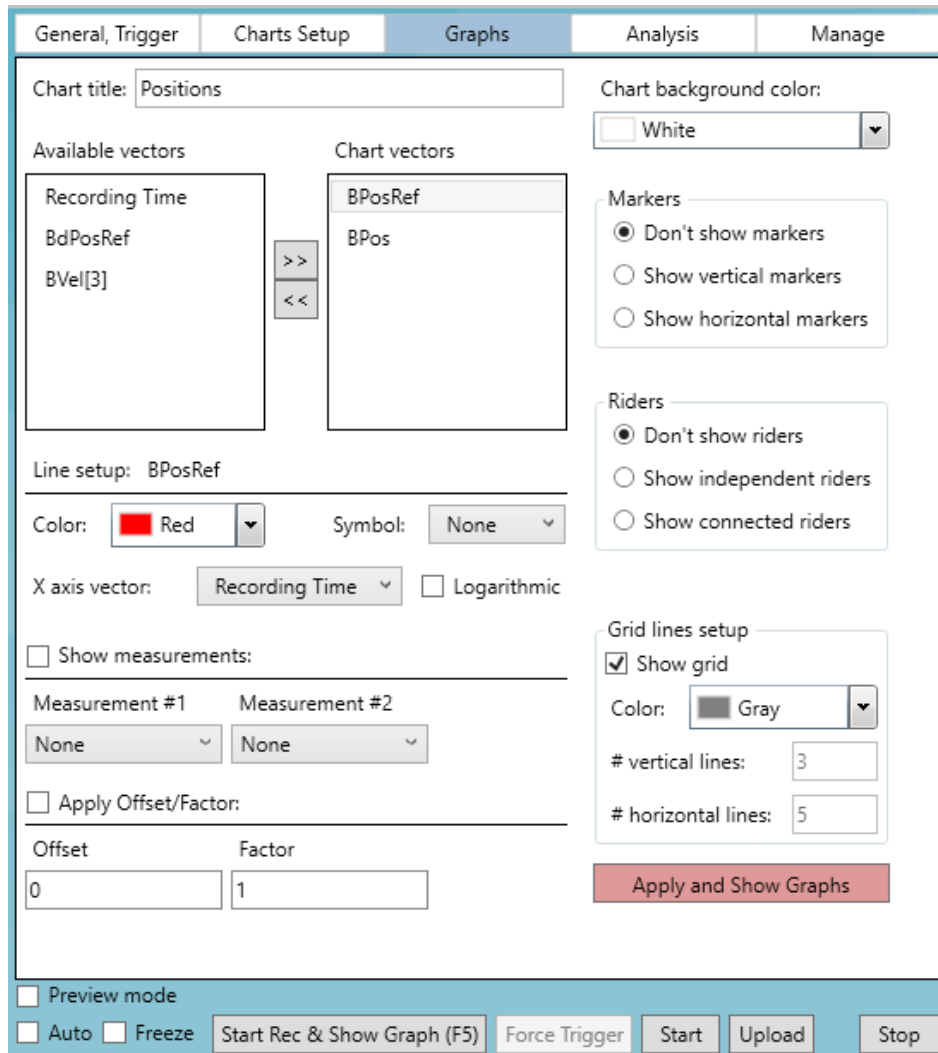 General, Trigger Charts Setup Graphs Analysis Manage
Chart title: Positions
Available vectors
Recording Time
BdPosRef
BVel[3]
>>
<<
Chart vectors
BPosRef
BPos
Line setup: BPosRef
Color: Red Symbol: None
X axis vector: Recording Time Logarithmic
Show measurements:
Measurement #1 Measurement #2
None None
Apply Offset/Factor:
Offset Factor
0 1
Chart background color:
White
Markers
Don't show markers
Show vertical markers
Show horizontal markers
Riders
Don't show riders
Show independent riders
Show connected riders
Grid lines setup
Show grid
Color: Gray
# vertical lines: 3
# horizontal lines: 5
Apply and Show Graphs
Preview mode
Auto Freeze Start Rec & Show Graph (F5) Force Trigger Start Upload Stop